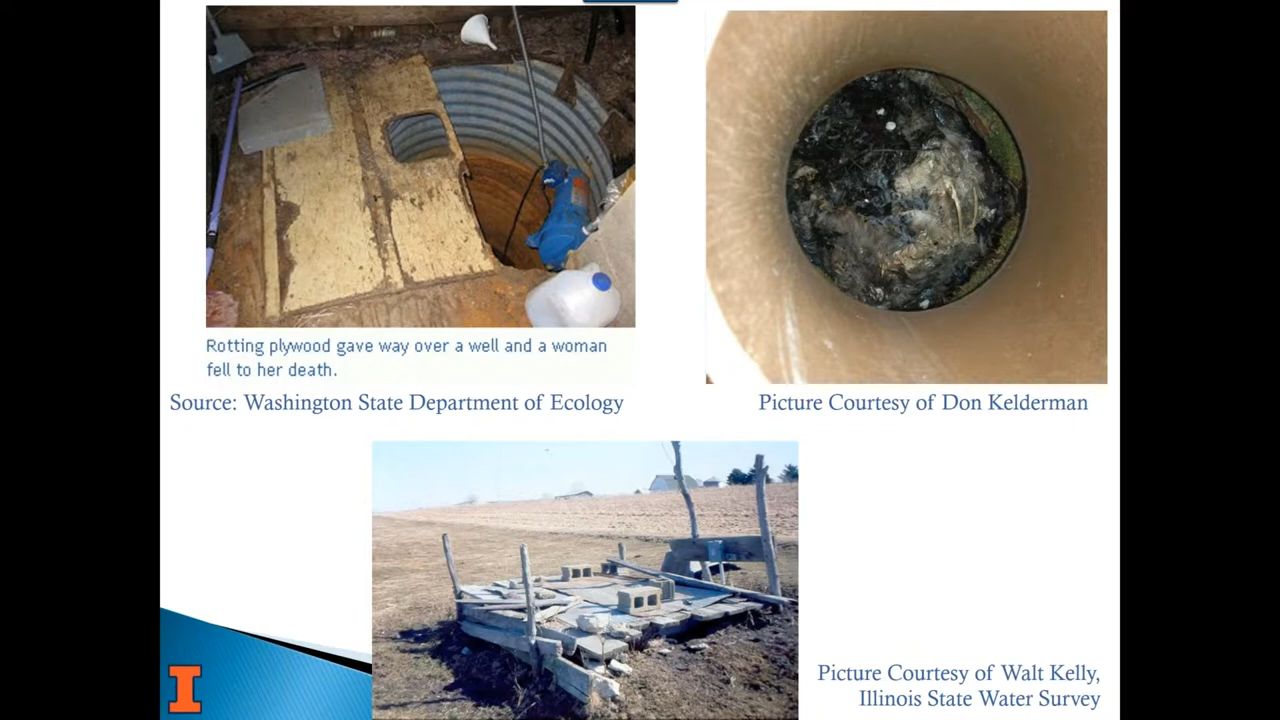 Rotting plywood gave way over a well and a woman
fell to her death.
Source: Washington State Department of Ecology
Picture Courtesy of Don Kelderman
Picture Courtesy of Walt Kelly,
Illinois State Water Survey
I